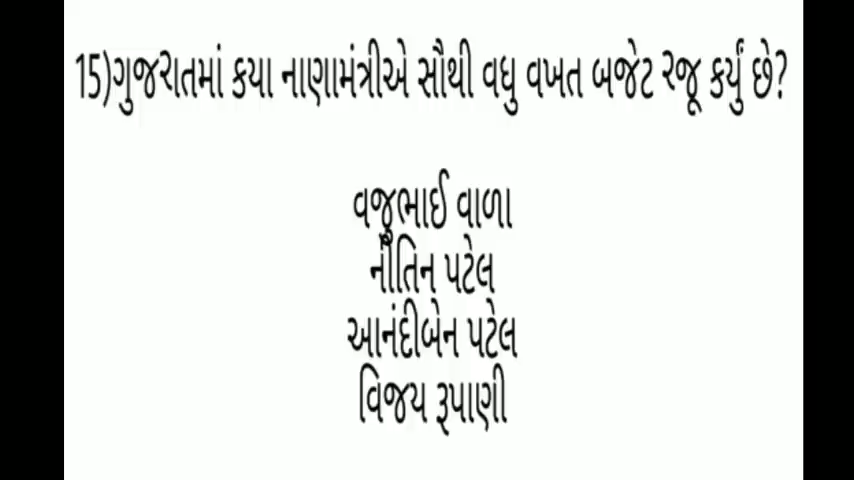 15)ગુજરાતમાં કયા નાણામંત્રીએ સૌથી વધુ વખત બજેટ રજૂ કર્યું છે?
વજુભાઈ વાળા
નીતિન પટેલ
આનંદીબેન પટેલ
વિજય રૂપાણી